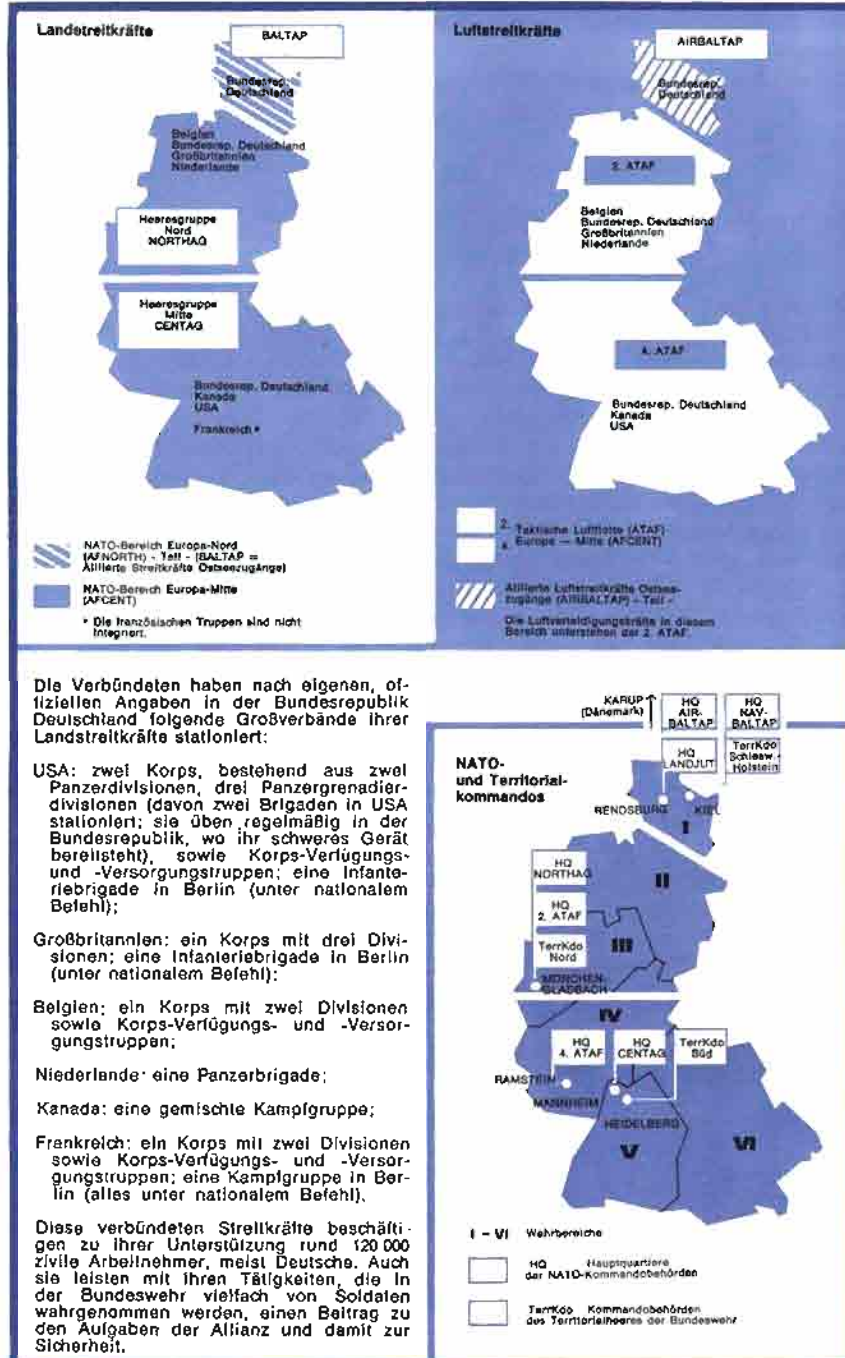 Landstreitkräfte
BALTAP
Bundesrep.
Deutschland
Belgien
Bundesrep. Deutschland
Großbritannien
Niederlande
Heeresgruppe
Nord
NORTHAG
Heeresgruppe
Mitte
CENTAG
Bundesrep. Deutschland
Kanada
USA
Frankreich *
NATO-Bereich Europa-Nord
(AFNORTH) - Teil - (BALTAP =
Alliierte Streitkräfte Ostseezugänge)
NATO-Bereich Europa-Mitte
(AFCENT)
* Die französischen Truppen sind nicht
integriert.
Luftstreitkräfte
AIRBALTAP
Bundesrep.
Deutschland
2. ATAF
Belgien
Bundesrep. Deutschland
Großbritannien
Niederlande
4. ATAF
Bundesrep. Deutschland
Kanada
USA
2. Taktische Luftflotte (ATAF)
4. Europa — Mitte (AFCENT)
Alliierte Luftstreitkräfte Ostsee-
zugänge (AIRBALTAP) - Teil -
Die Luftverteidigungskräfte in diesem
Bereich unterstehen der 2. ATAF.
Die Verbündeten haben nach eigenen, of-
fiziellen Angaben in der Bundesrepublik
Deutschland folgende Großverbände ihrer
Landstreitkräfte stationiert:
USA: zwei Korps, bestehend aus zwei
Panzerdivisionen, drei Panzergrenadier-
divisionen (davon zwei Brigaden in USA
stationiert; sie üben regelmäßig in der
Bundesrepublik, wo ihr schweres Gerät
bereitsteht), sowie Korps-Verfügungs-
und -Versorgungstruppen; eine Infante-
riebrigade in Berlin (unter nationalem
Befehl);
Großbritannien: ein Korps mit drei Divi-
sionen; eine Infanteriebrigade in Berlin
(unter nationalem Befehl);
Belgien: ein Korps mit zwei Divisionen
sowie Korps-Verfügungs- und -Versor-
gungstruppen;
Niederlande: eine Panzerbrigade;
Kanada: eine gemischte Kampfgruppe;
Frankreich: ein Korps mit zwei Divisionen
sowie Korps-Verfügungs- und -Versor-
gungstruppen; eine Kampfgruppe in Ber-
lin (alles unter nationalem Befehl).
Diese verbündeten Streitkräfte beschäfti-
gen zu ihrer Unterstützung rund 120 000
zivile Arbeitnehmer, meist Deutsche. Auch
sie leisten mit ihren Tätigkeiten, die in
der Bundeswehr vielfach von Soldaten
wahrgenommen werden, einen Beitrag zu
den Aufgaben der Allianz und damit zur
Sicherheit.
KARUP
(Dänemark)
HQ
AIR-
BALTAP
HQ
NAV-
BALTAP
NATO-
und Territorial-
kommandos
HQ
LANDJUT
TerrKdo
Schlesw.-
Holstein
RENDSBURG
KIEL
I
HQ
NORTHAG
II
HQ
2. ATAF
III
TerrKdo
Nord
MÖNCHEN-
GLADBACH
IV
HQ
4. ATAF
HQ
CENTAG
TerrKdo
Süd
RAMSTEIN
MANNHEIM
HEIDELBERG
V
VI
I - VI Wehrbereiche
HQ Hauptquartiere
der NATO-Kommandobehörden
TerrKdo Kommandobehörden
des Territorialheeres der Bundeswehr